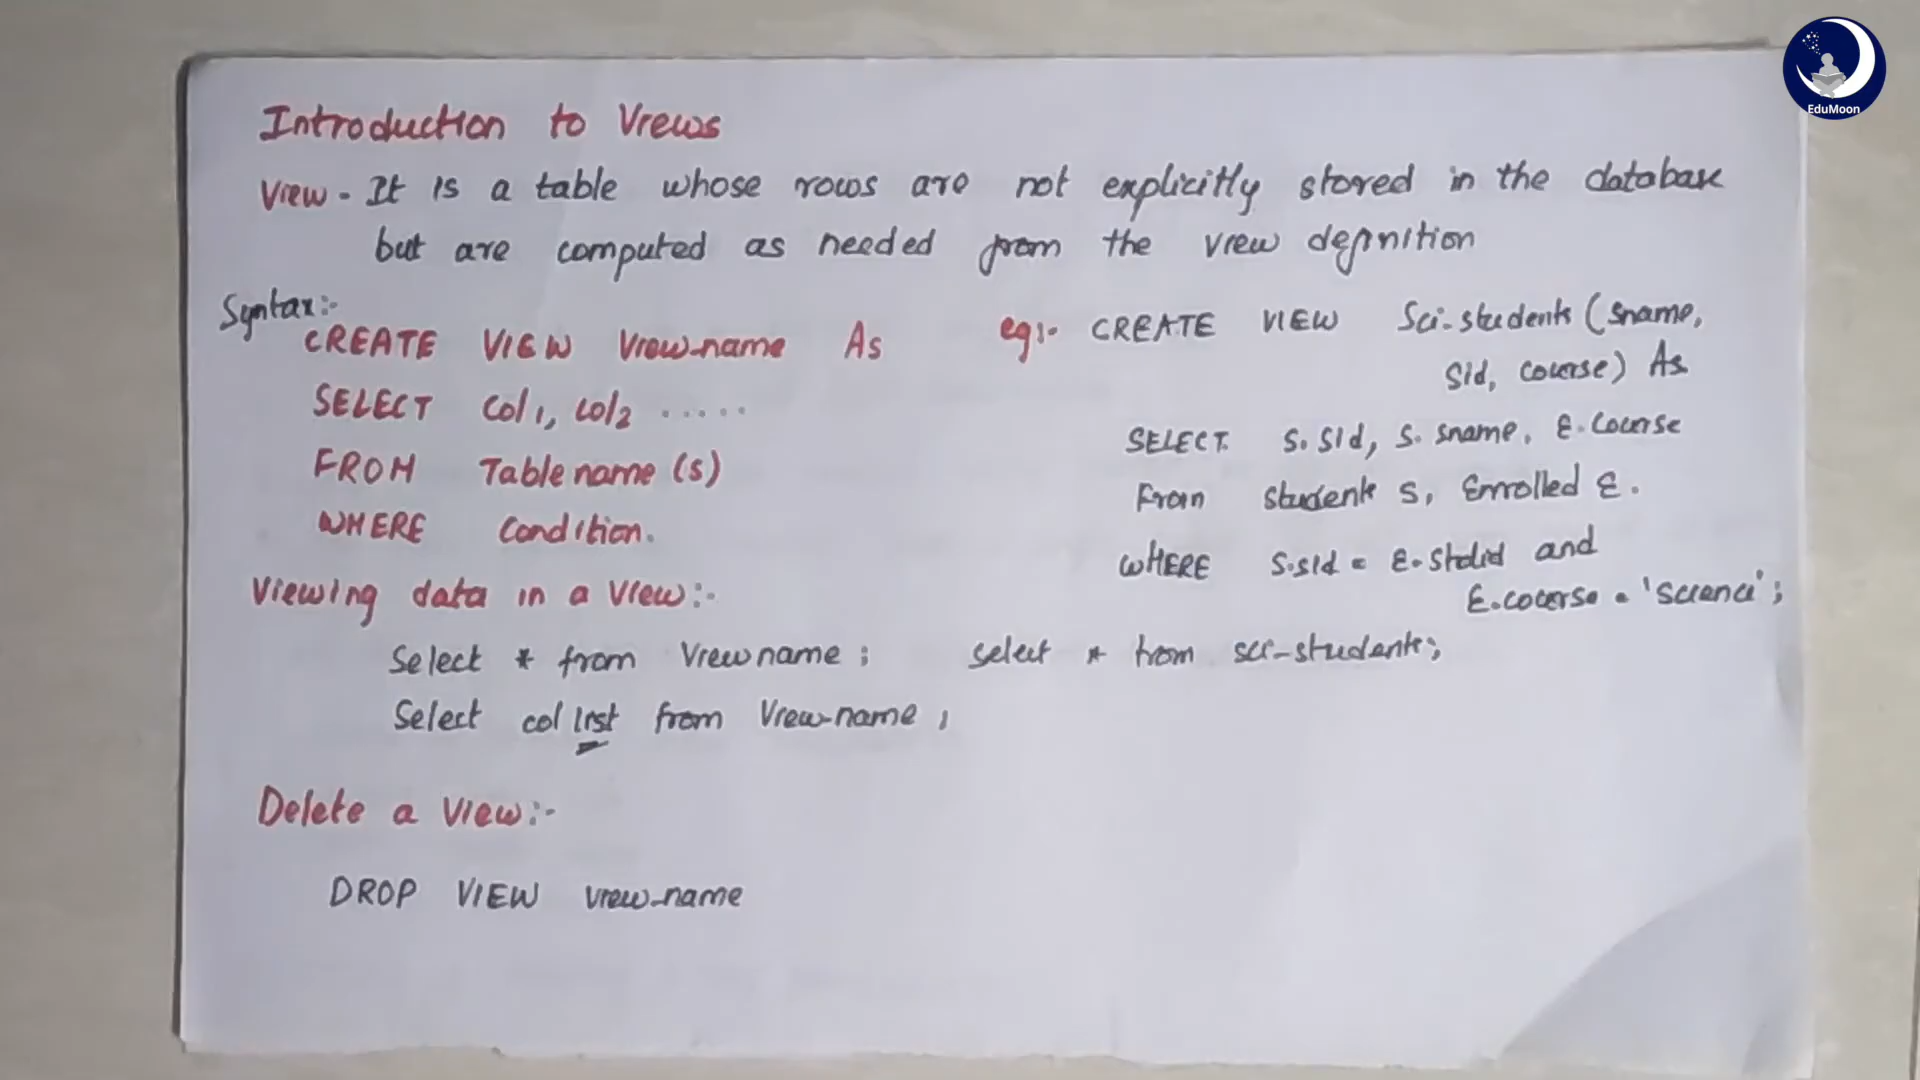 EduMoon
Introduction to Views
View - It is a table whose rows are not explicitly stored in the database
but are computed as needed from the view definition
Syntax:-
CREATE VIEW View-name As
SELECT Col1, Col2 .....
FROM Tablename(s)
WHERE Condition.
eg:- CREATE VIEW Sci-students (Sname,
Sid, Course) As
SELECT S.Sid, S.sname, E.Course
From students S, Enrolled E.
WHERE S.sid = E.Stdid and
E.course = 'Science';
Viewing data in a View:-
Select * from Viewname;
select * from sci-students;
Select col list from View-name;
Delete a View:-
DROP VIEW view-name